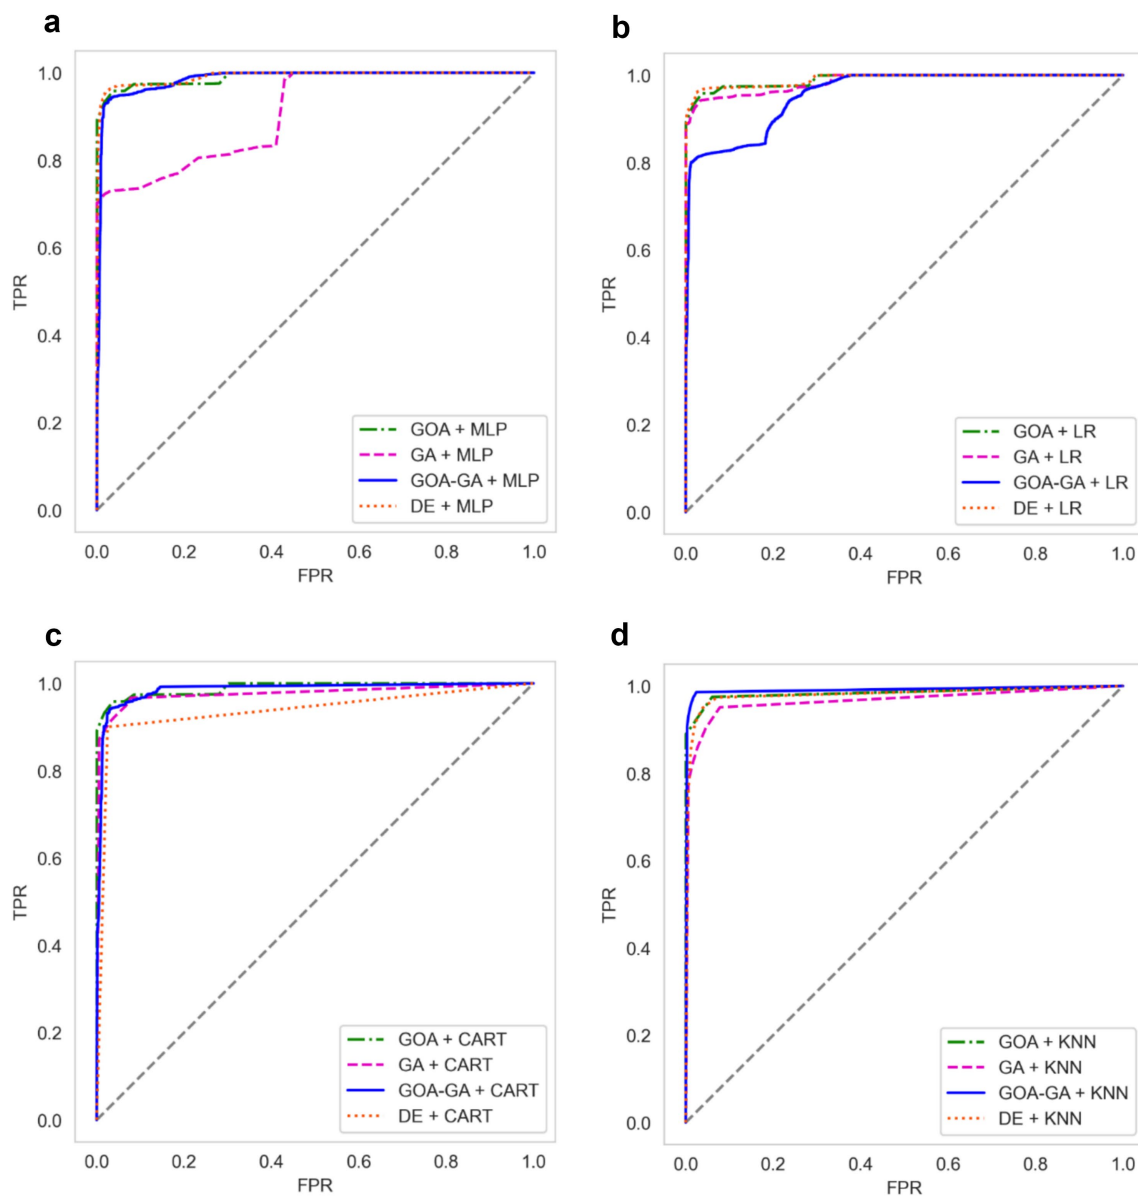 a
1.0
0.8
0.6
0.4
0.2
0.0
TPR
0.0 0.2 0.4 0.6 0.8 1.0
FPR
GOA + MLP
GA + MLP
GOA-GA + MLP
DE + MLP
b
1.0
0.8
0.6
0.4
0.2
0.0
TPR
0.0 0.2 0.4 0.6 0.8 1.0
FPR
GOA + LR
GA + LR
GOA-GA + LR
DE + LR
c
1.0
0.8
0.6
0.4
0.2
0.0
TPR
0.0 0.2 0.4 0.6 0.8 1.0
FPR
GOA + CART
GA + CART
GOA-GA + CART
DE + CART
d
1.0
0.8
0.6
0.4
0.2
0.0
TPR
0.0 0.2 0.4 0.6 0.8 1.0
FPR
GOA + KNN
GA + KNN
GOA-GA + KNN
DE + KNN